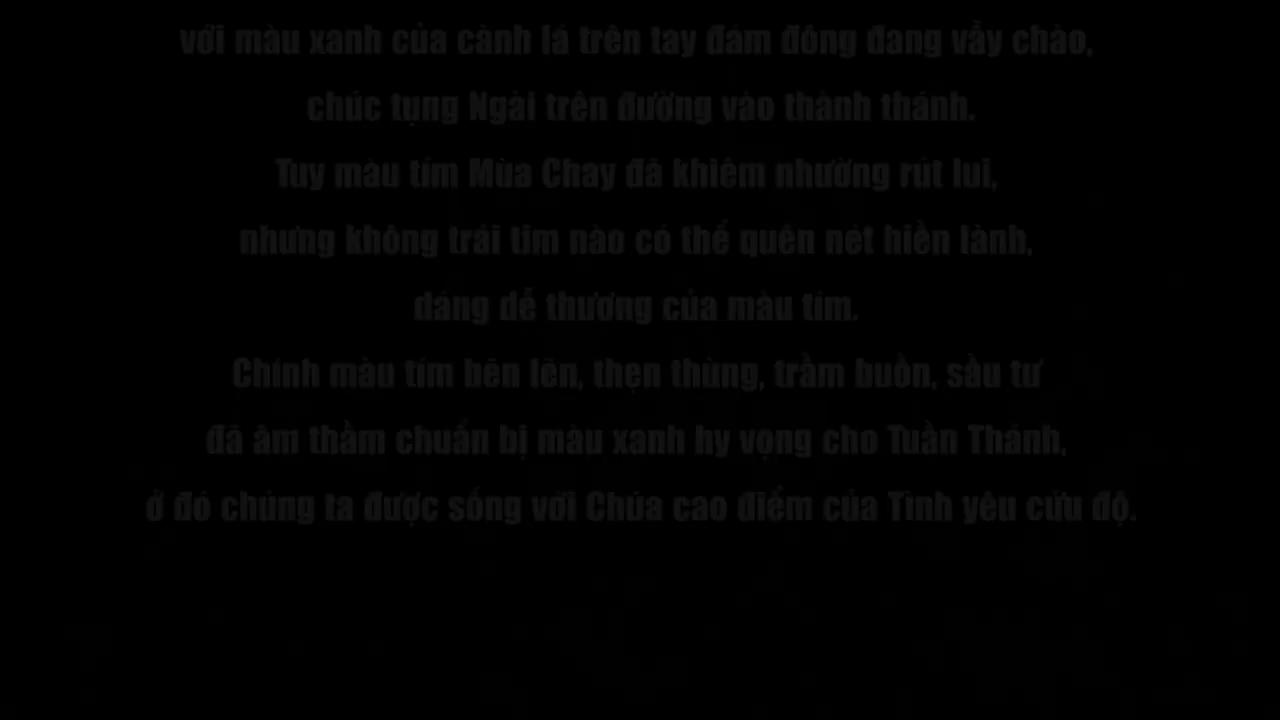 với màu xanh của cành lá trên tay đám đông đang vẫy chào,
chúc tụng Ngài trên đường vào thành thánh.
Tuy màu tím Mùa Chay đã khiêm nhường rút lui,
nhưng không trái tim nào có thể quên nét hiền lành,
dáng dễ thương của màu tím.
Chính màu tím bẽn lẽn, thẹn thùng, trầm buồn, sầu tư
đã âm thầm chuẩn bị màu xanh hy vọng cho Tuần Thánh,
ở đó chúng ta được sống với Chúa cao điểm của Tình yêu cứu độ.